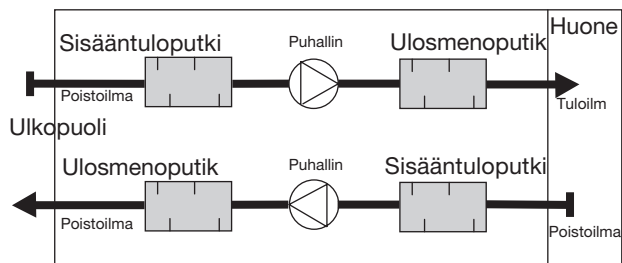 Sisääntuloputki
Puhallin
Ulosmenoputik
Huone
Poistoilma
Tuloilm
Ulkopuoli
Ulosmenoputik
Puhallin
Sisääntuloputki
Poistoilma
Poistoilma